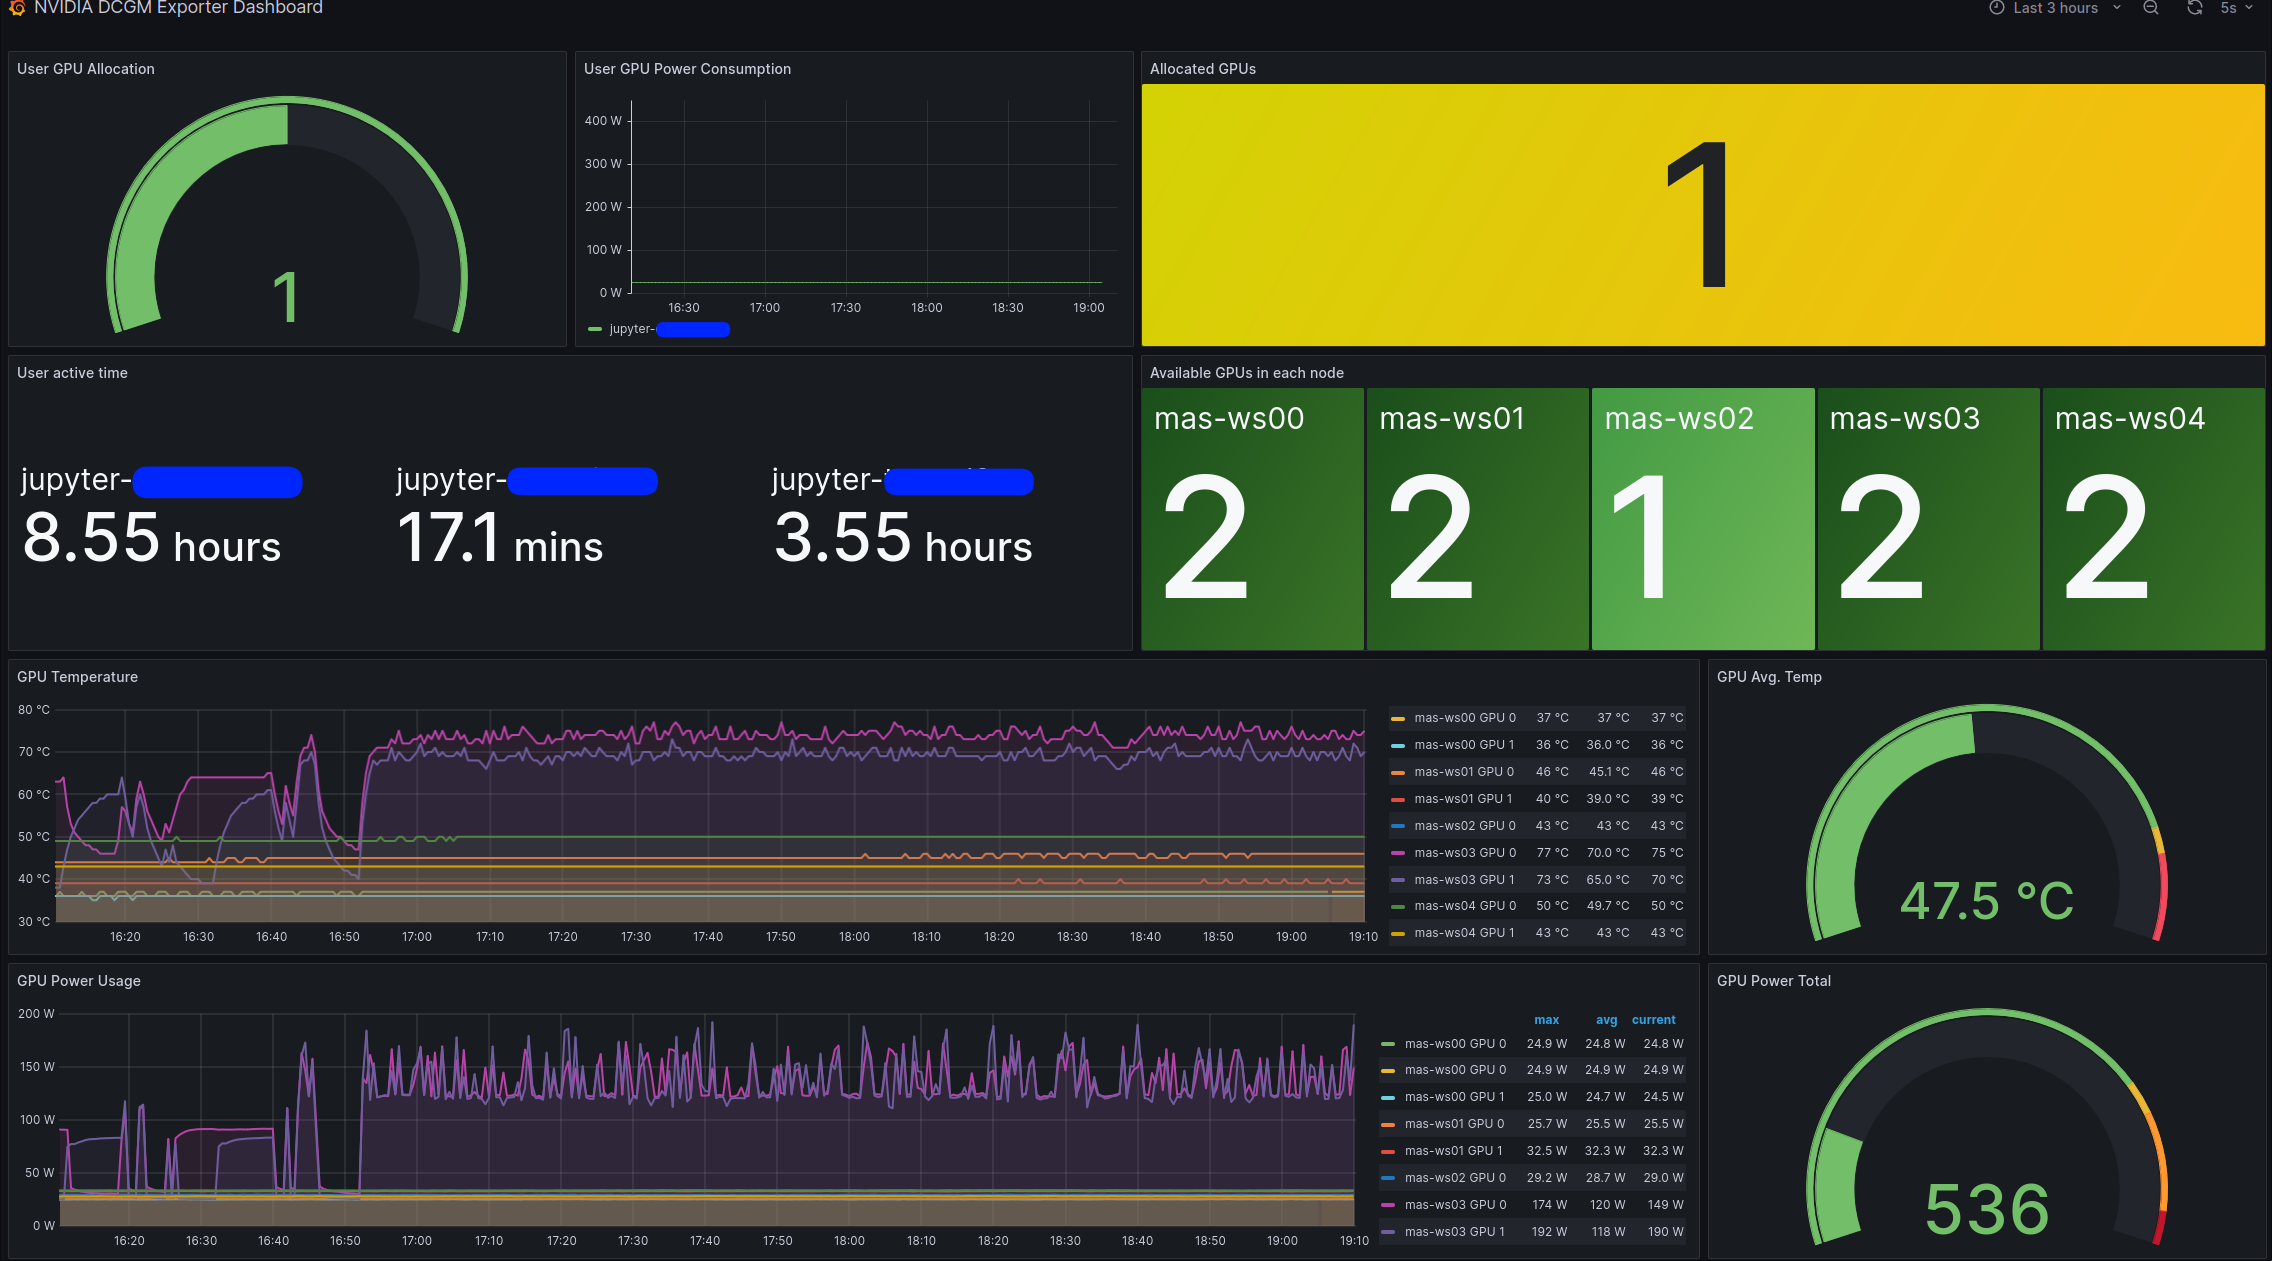 NVIDIA DCGM Exporter Dashboard
Last 3 hours
5s
User GPU Allocation
1
User GPU Power Consumption
400 W
300 W
200 W
100 W
0 W
16:30 17:00 17:30 18:00 18:30 19:00
jupyter-
Allocated GPUs
1
User active time
jupyter-
8.55 hours
jupyter-
17.1 mins
jupyter-
3.55 hours
Available GPUs in each node
mas-ws00
2
mas-ws01
2
mas-ws02
1
mas-ws03
2
mas-ws04
2
GPU Temperature
80 °C
70 °C
60 °C
50 °C
40 °C
30 °C
16:20 16:30 16:40 16:50 17:00 17:10 17:20 17:30 17:40 17:50 18:00 18:10 18:20 18:30 18:40 18:50 19:00 19:10
mas-ws00 GPU 0 37 °C 37 °C 37 °C
mas-ws00 GPU 1 36 °C 36.0 °C 36 °C
mas-ws01 GPU 0 46 °C 45.1 °C 46 °C
mas-ws01 GPU 1 40 °C 39.0 °C 39 °C
mas-ws02 GPU 0 43 °C 43 °C 43 °C
mas-ws03 GPU 0 77 °C 70.0 °C 75 °C
mas-ws03 GPU 1 73 °C 65.0 °C 70 °C
mas-ws04 GPU 0 50 °C 49.7 °C 50 °C
mas-ws04 GPU 1 43 °C 43 °C 43 °C
GPU Avg. Temp
47.5 °C
GPU Power Usage
200 W
150 W
100 W
50 W
0 W
16:20 16:30 16:40 16:50 17:00 17:10 17:20 17:30 17:40 17:50 18:00 18:10 18:20 18:30 18:40 18:50 19:00 19:10
max avg current
mas-ws00 GPU 0 24.9 W 24.8 W 24.8 W
mas-ws00 GPU 0 24.9 W 24.9 W 24.9 W
mas-ws00 GPU 1 25.0 W 24.7 W 24.5 W
mas-ws01 GPU 0 25.7 W 25.5 W 25.5 W
mas-ws01 GPU 1 32.5 W 32.3 W 32.3 W
mas-ws02 GPU 0 29.2 W 28.7 W 29.0 W
mas-ws03 GPU 0 174 W 120 W 149 W
mas-ws03 GPU 1 192 W 118 W 190 W
GPU Power Total
536